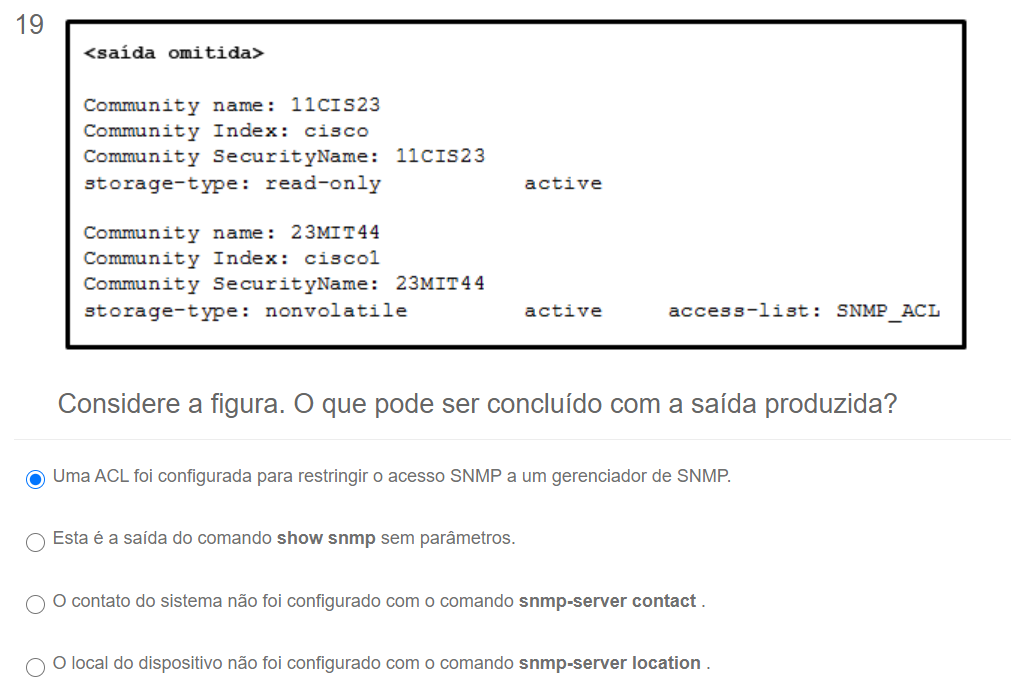 19
<saída omitida>
Community name: 11CIS23
Community Index: cisco
Community SecurityName: 11CIS23
storage-type: read-only active
Community name: 23MIT44
Community Index: cisco1
Community SecurityName: 23MIT44
storage-type: nonvolatile active access-list: SNMP_ACL
Considere a figura. O que pode ser concluído com a saída produzida?
Uma ACL foi configurada para restringir o acesso SNMP a um gerenciador de SNMP.
Esta é a saída do comando show snmp sem parâmetros.
O contato do sistema não foi configurado com o comando snmp-server contact .
O local do dispositivo não foi configurado com o comando snmp-server location .